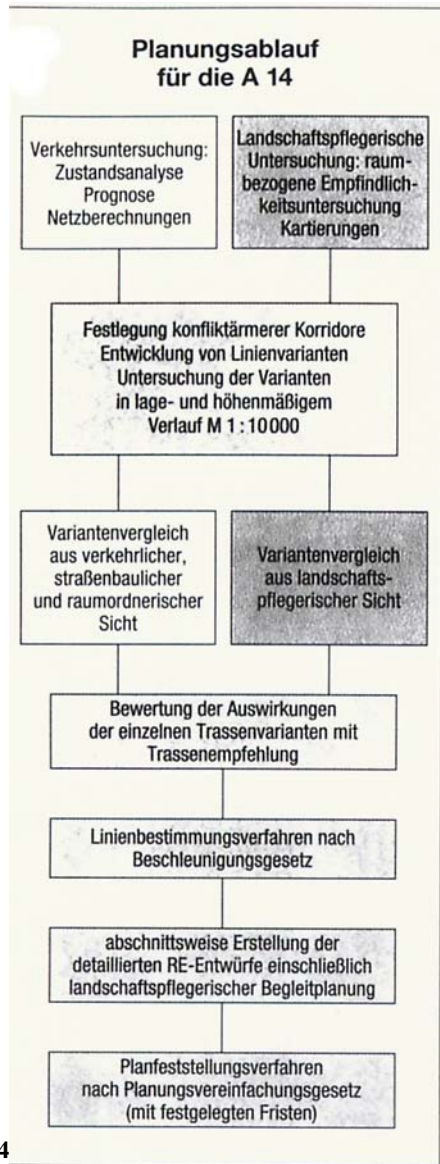 Planungsablauf
für die A 14
Verkehrsuntersuchung:
Zustandsanalyse
Prognose
Netzberechnungen
Landschaftspflegerische
Untersuchung: raum-
bezogene Empfindlich-
keitsuntersuchung
Kartierungen
Festlegung konfliktärmerer Korridore
Entwicklung von Linienvarianten
Untersuchung der Varianten
in lage- und höhenmäßigem
Verlauf M 1 : 10 000
Variantenvergleich
aus verkehrlicher,
straßenbaulicher
und raumordnerischer
Sicht
Variantenvergleich
aus landschafts-
pflegerischer Sicht
Bewertung der Auswirkungen
der einzelnen Trassenvarianten mit
Trassenempfehlung
Linienbestimmungsverfahren nach
Beschleunigungsgesetz
abschnittsweise Erstellung der
detaillierten RE-Entwürfe einschließlich
landschaftspflegerischer Begleitplanung
Planfeststellungsverfahren
nach Planungsvereinfachungsgesetz
(mit festgelegten Fristen)
4